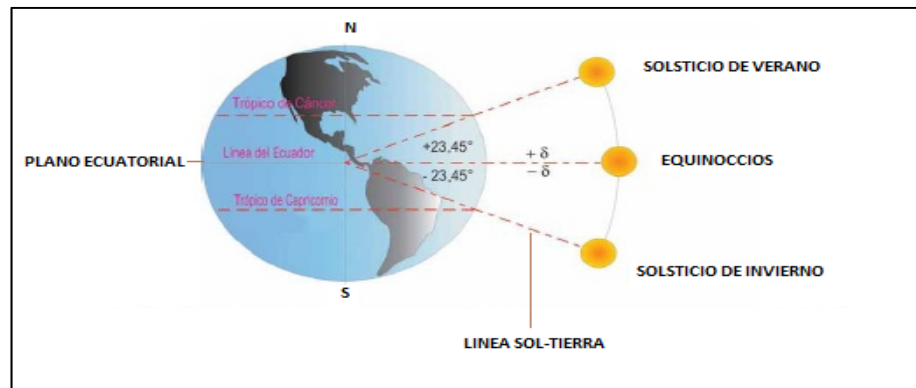 N
SOLSTICIO DE VERANO
Trópico de Câncer
+23,45°
+ δ
PLANO ECUATORIAL
Línea del Ecuador
EQUINOCCIOS
- 23,45°
− δ
Trópico de Capricornio
SOLSTICIO DE INVIERNO
S
LINEA SOL-TIERRA